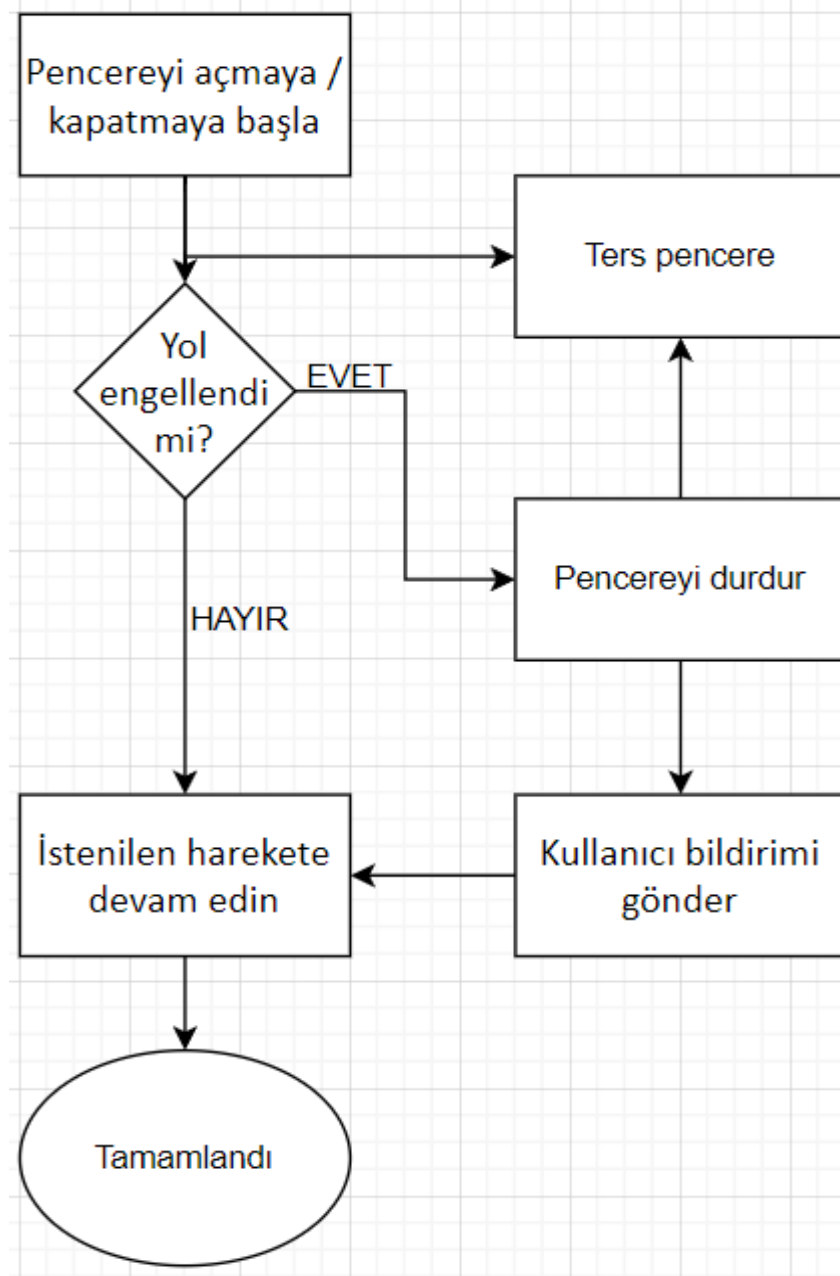 Pencereyi açmaya /
kapatmaya başla
Ters pencere
Yol
engellendi
mi?
EVET
Pencereyi durdur
HAYIR
İstenilen harekete
devam edin
Kullanıcı bildirimi
gönder
Tamamlandı